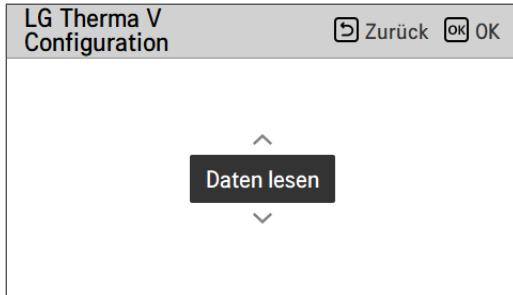 LG Therma V
Configuration
Zurück OK OK
Daten lesen